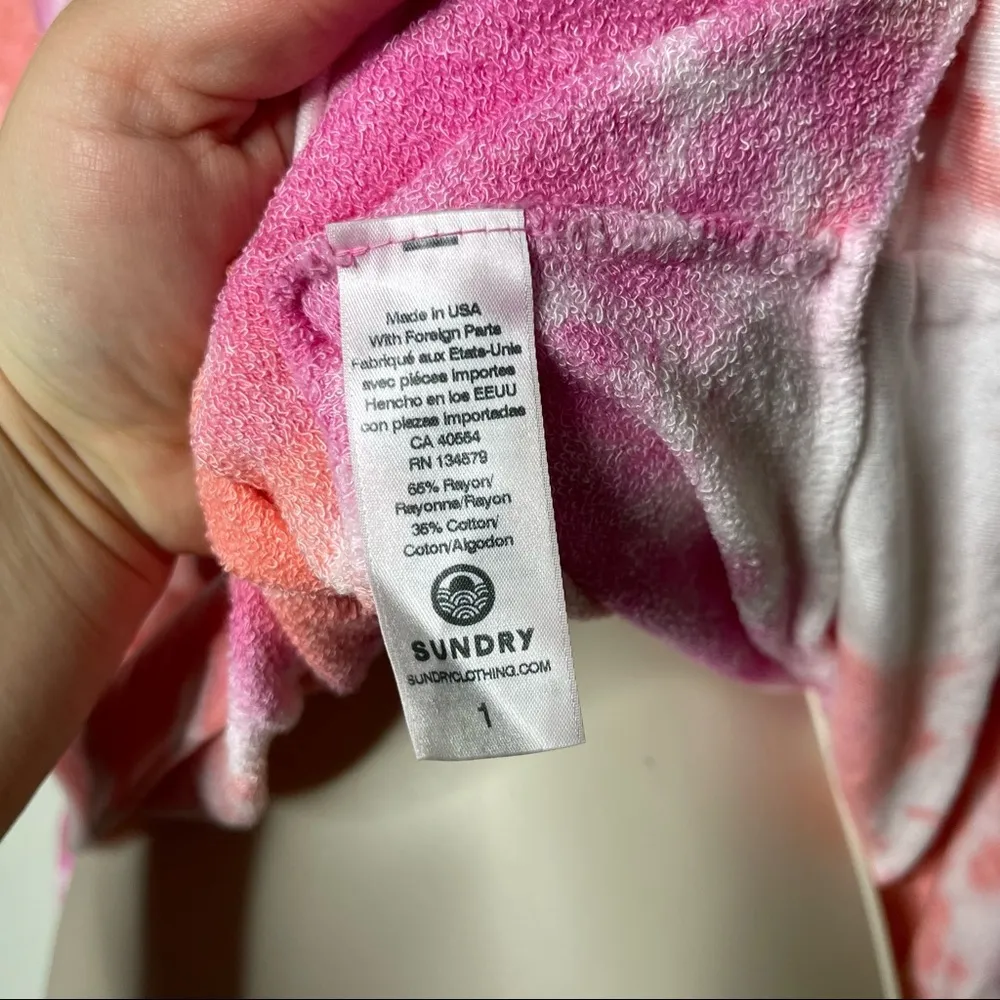 Made in USA
With Foreign Parts
Fabriqué aux Etats-Unis
avec piéces importes
Hencho en los EEUU
con plazas importadas
CA 40554
RN 134579
65% Rayon/
Rayonne/Rayon
35% Cotton/
Coton/Algodon
SUNDRY
SUNDRYCLOTHING.COM
1